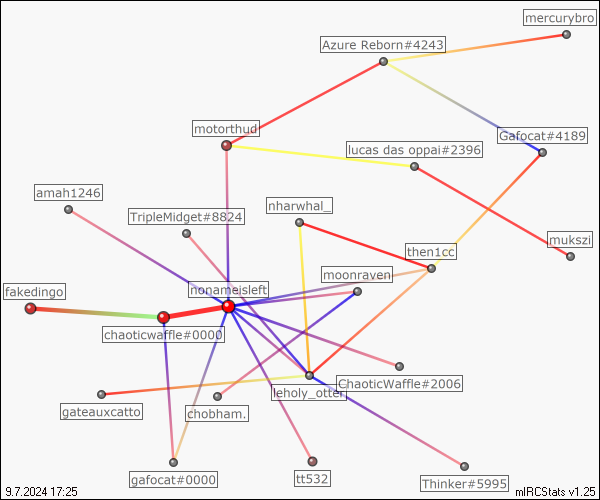 mercurybro
Azure Reborn#4243
motorthud
Gafocat#4189
lucas das oppai#2396
amah1246
nharwhal_
TripleMidget#8824
mukszi
then1cc
moonraven
nonameisleft
fakedingo
chaoticwaffle#0000
ChaoticWaffle#2006
leholy_otter
gateauxcatto
chobham.
gafocat#0000
tt532
Thinker#5995
9.7.2024 17:25
mIRCStats v1.25